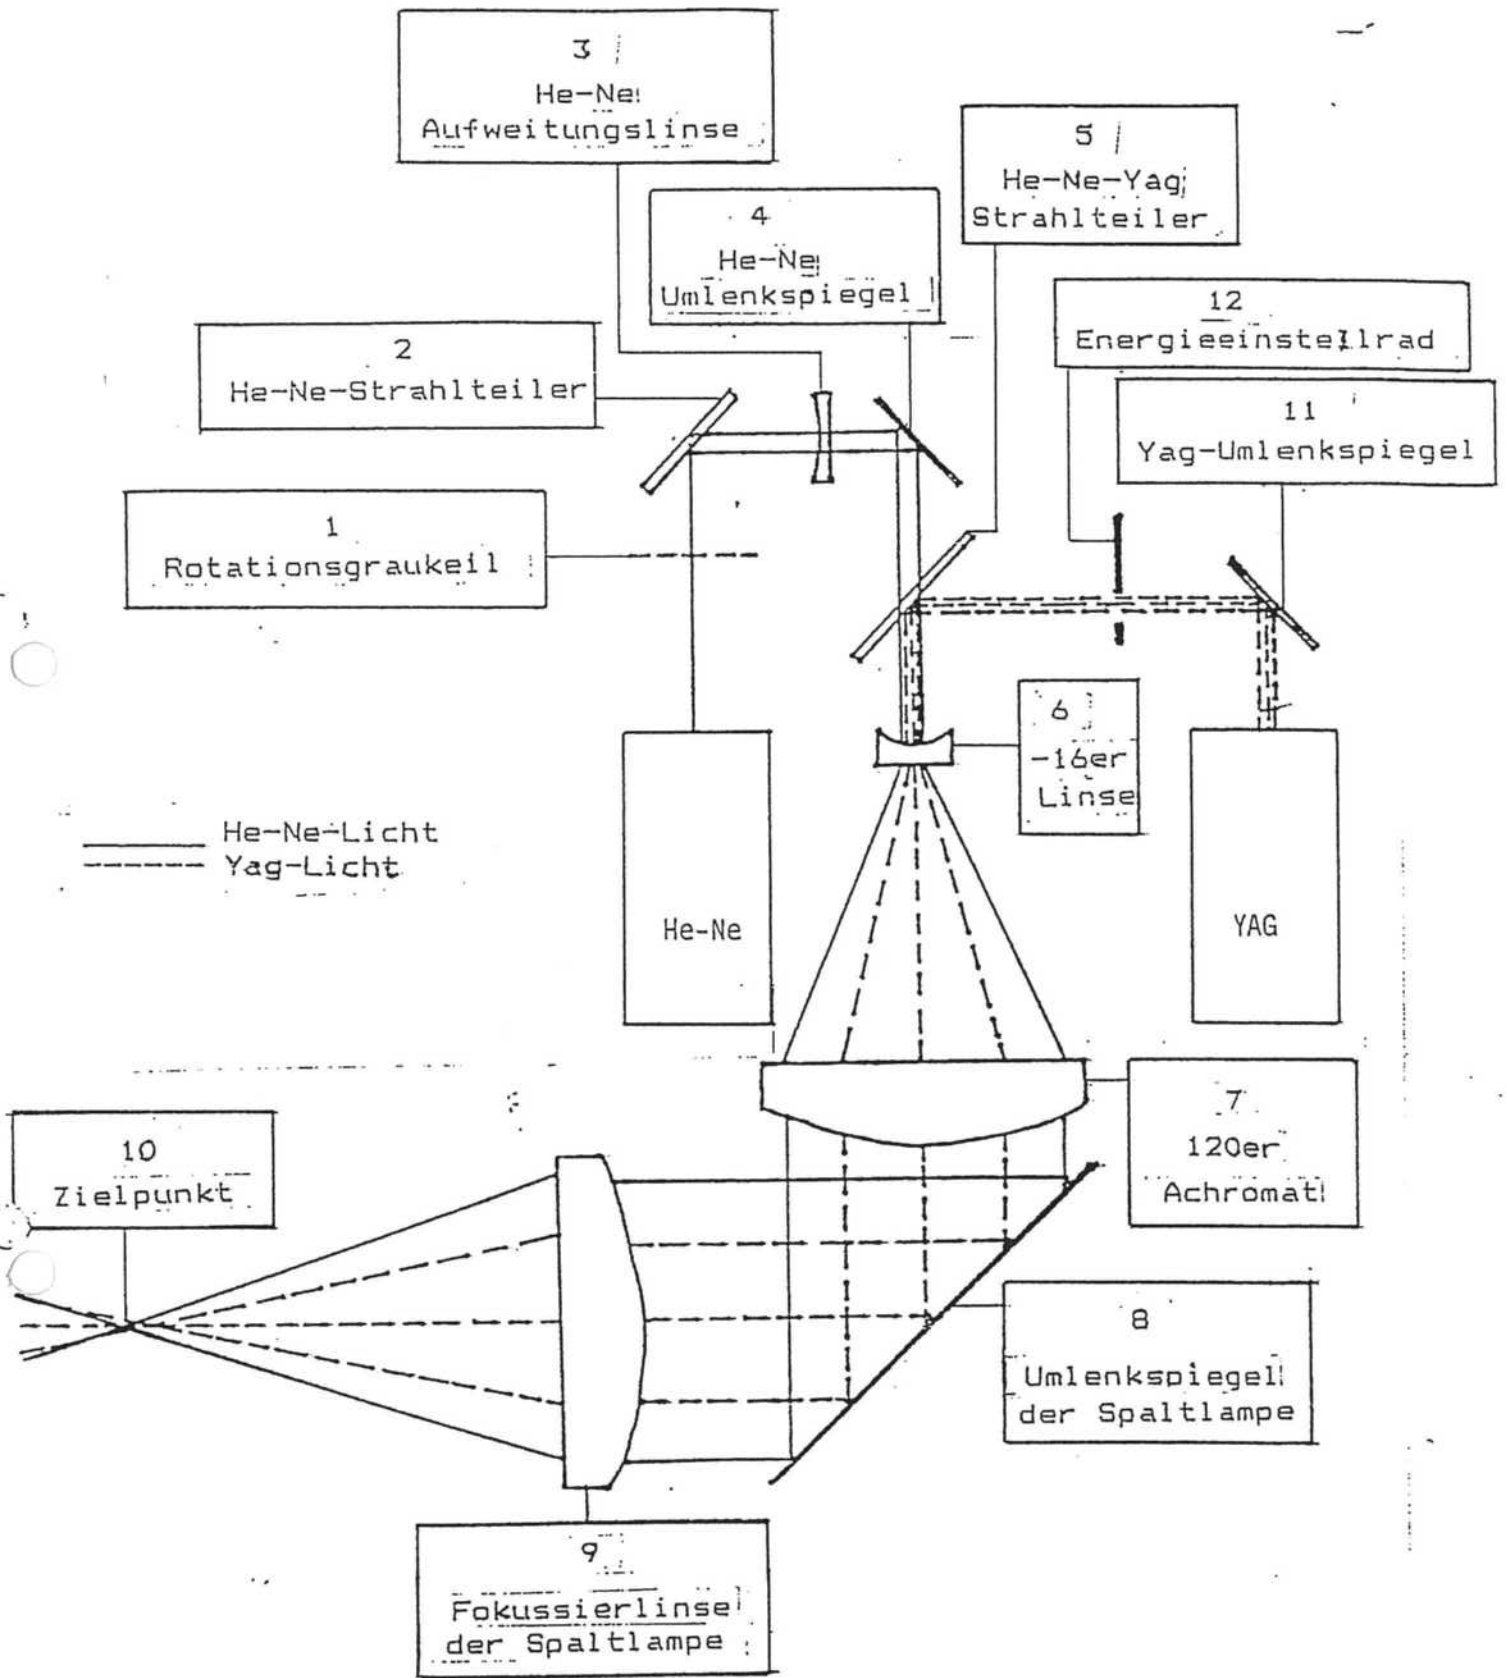 3
He-Ne
Aufweitungslinse
5
He-Ne-Yag
Strahlteiler
4
He-Ne
Umlenkspiegel
12
Energieeinstellrad
2
He-Ne-Strahlteiler
11
Yag-Umlenkspiegel
1
Rotationsgraukeil
6
-16er
Linse
He-Ne-Licht
Yag-Licht
He-Ne
YAG
7
120er
Achromat
10
Zielpunkt
8
Umlenkspiegel
der Spaltlampe
9
Fokussierlinse
der Spaltlampe